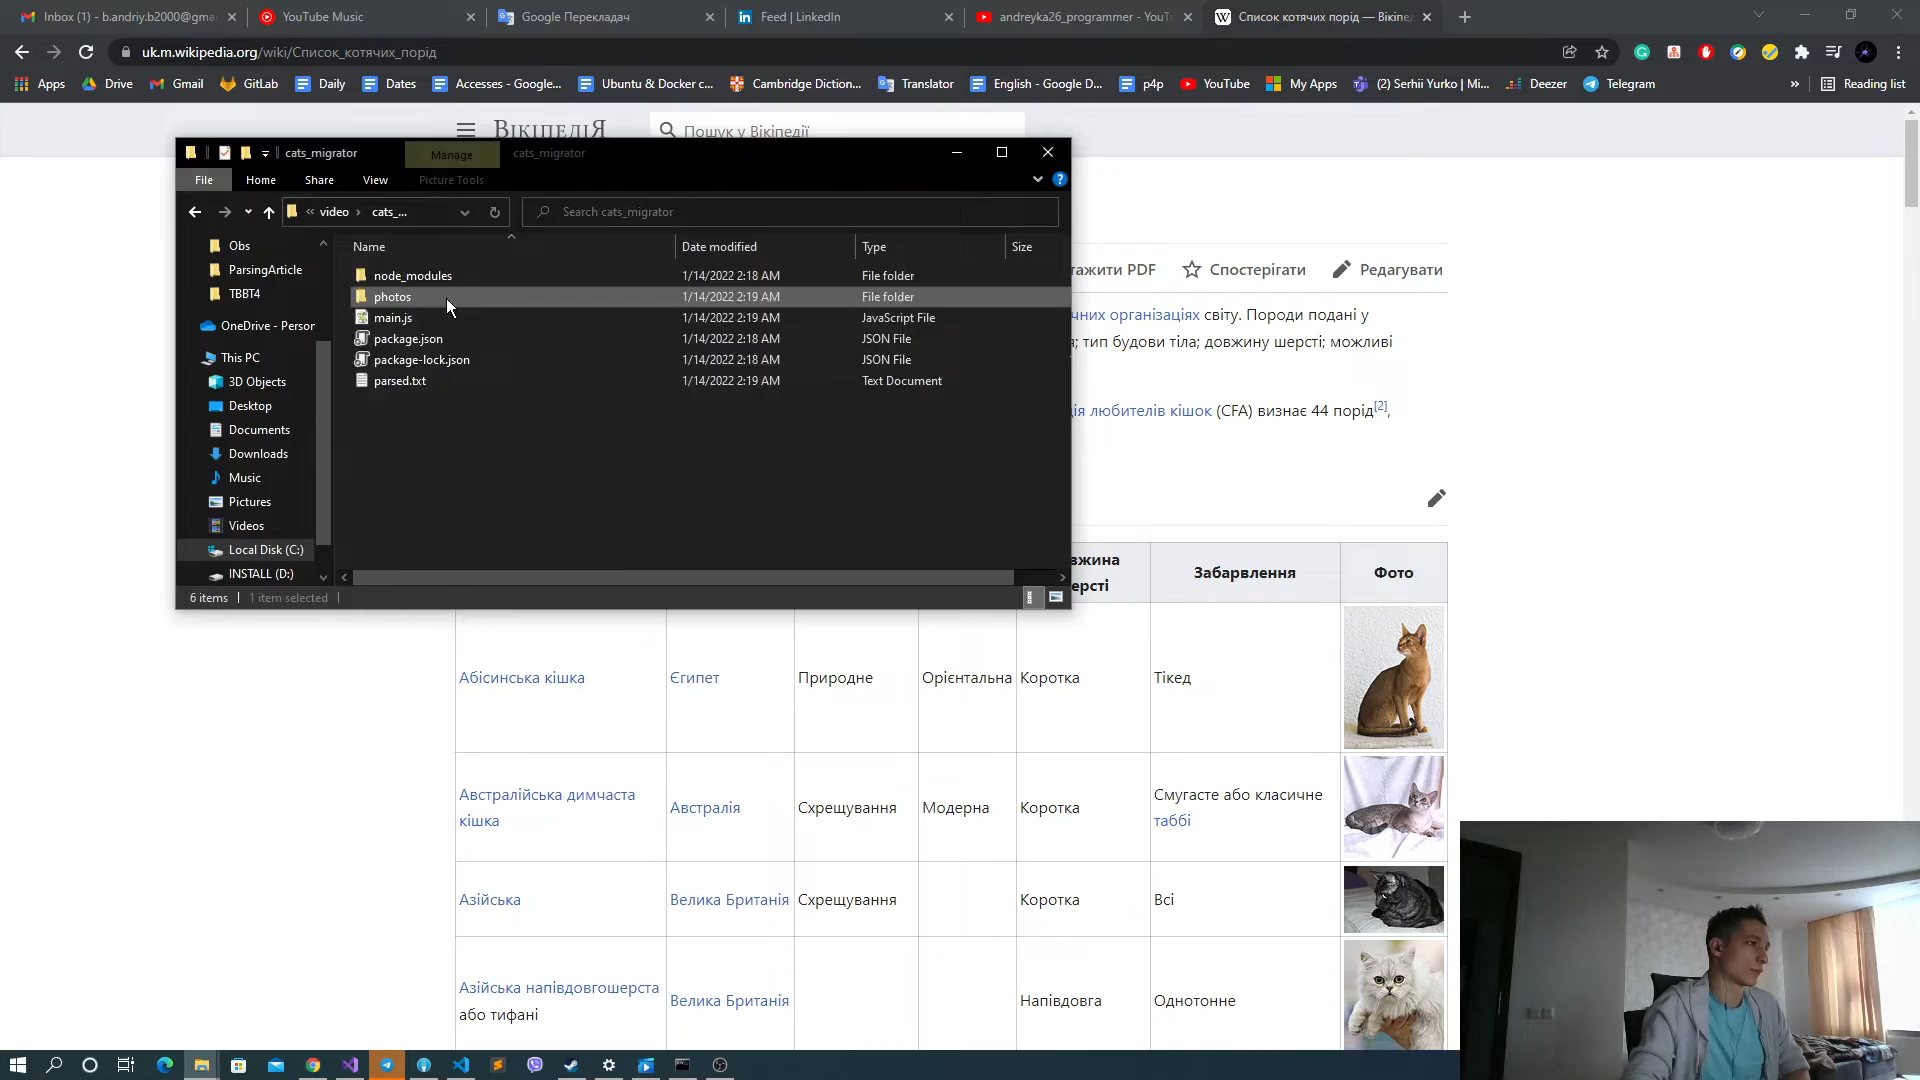 Inbox (1) - b.andriy.b2000@gma
YouTube Music
Google Перекладач
Feed | LinkedIn
andreyka26_programmer - YouT
Список котячих порід — Вікіпед
uk.m.wikipedia.org/wiki/Список_котячих_порід
Apps
Drive
Gmail
GitLab
Daily
Dates
Accesses - Google...
Ubuntu & Docker c...
Cambridge Diction...
Translator
English - Google D...
p4p
YouTube
My Apps
(2) Serhii Yurko | Mi...
Deezer
Telegram
»
Reading list
ВІКІПЕДІЯ
Пошук у Вікіпедії
cats_migrator
Manage
cats_migrator
File
Home
Share
View
Picture Tools
« video › cats_...
Search cats_migrator
Obs
ParsingArticle
TBBT4
OneDrive - Person
This PC
3D Objects
Desktop
Documents
Downloads
Music
Pictures
Videos
Local Disk (C:)
INSTALL (D:)
Name Date modified Type Size
node_modules 1/14/2022 2:18 AM File folder
photos 1/14/2022 2:19 AM File folder
main.js 1/14/2022 2:19 AM JavaScript File
package.json 1/14/2022 2:18 AM JSON File
package-lock.json 1/14/2022 2:18 AM JSON File
parsed.txt 1/14/2022 2:19 AM Text Document
6 items
1 item selected
тажити PDF
Спостерігати
Редагувати
чних організаціях світу. Породи подані у
я; тип будови тіла; довжину шерсті; можливі
ія любителів кішок (CFA) визнає 44 порід[2],
вжина
ерсті
Забарвлення
Фото
Абісинська кішка Єгипет Природне Орієнтальна Коротка Тікед
Австралійська димчаста
кішка
Австралія Схрещування Модерна Коротка
Смугасте або класичне
таббі
Азійська Велика Британія Схрещування Коротка Всі
Азійська напівдовгошерста
або тифані
Велика Британія Напівдовга Однотонне